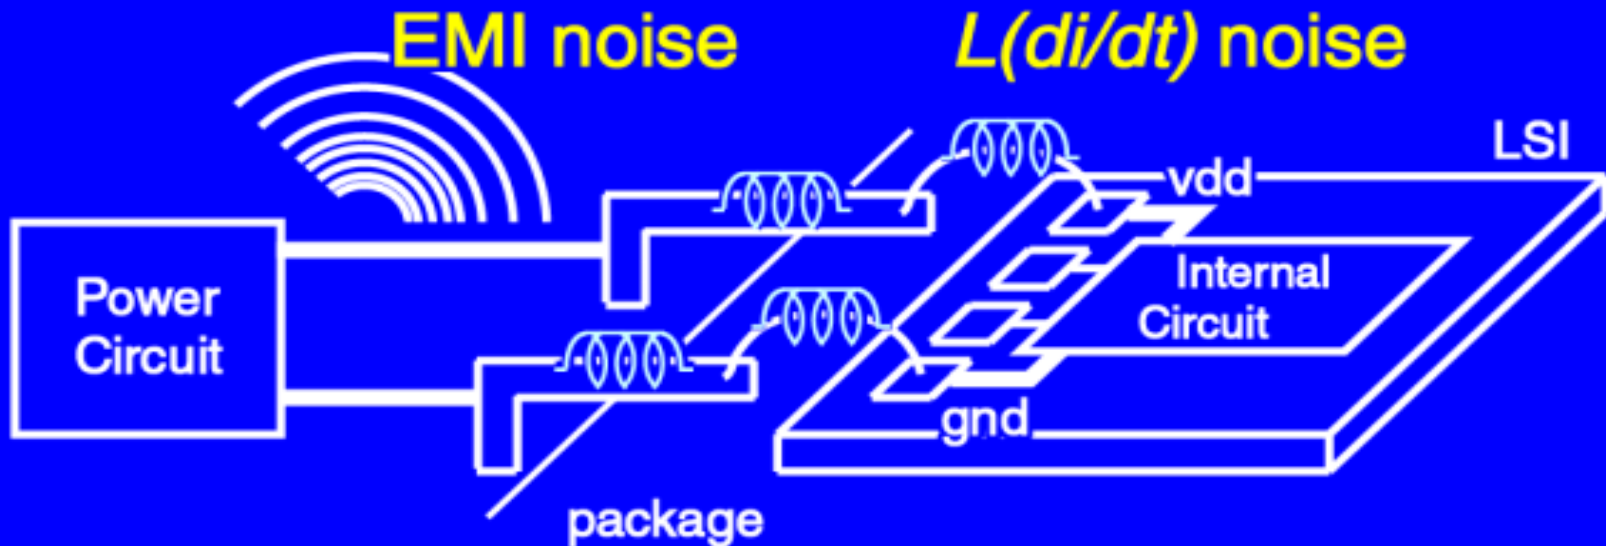 EMI noise
L(di/dt) noise
LSI
vdd
Power
Circuit
Internal
Circuit
gnd
package